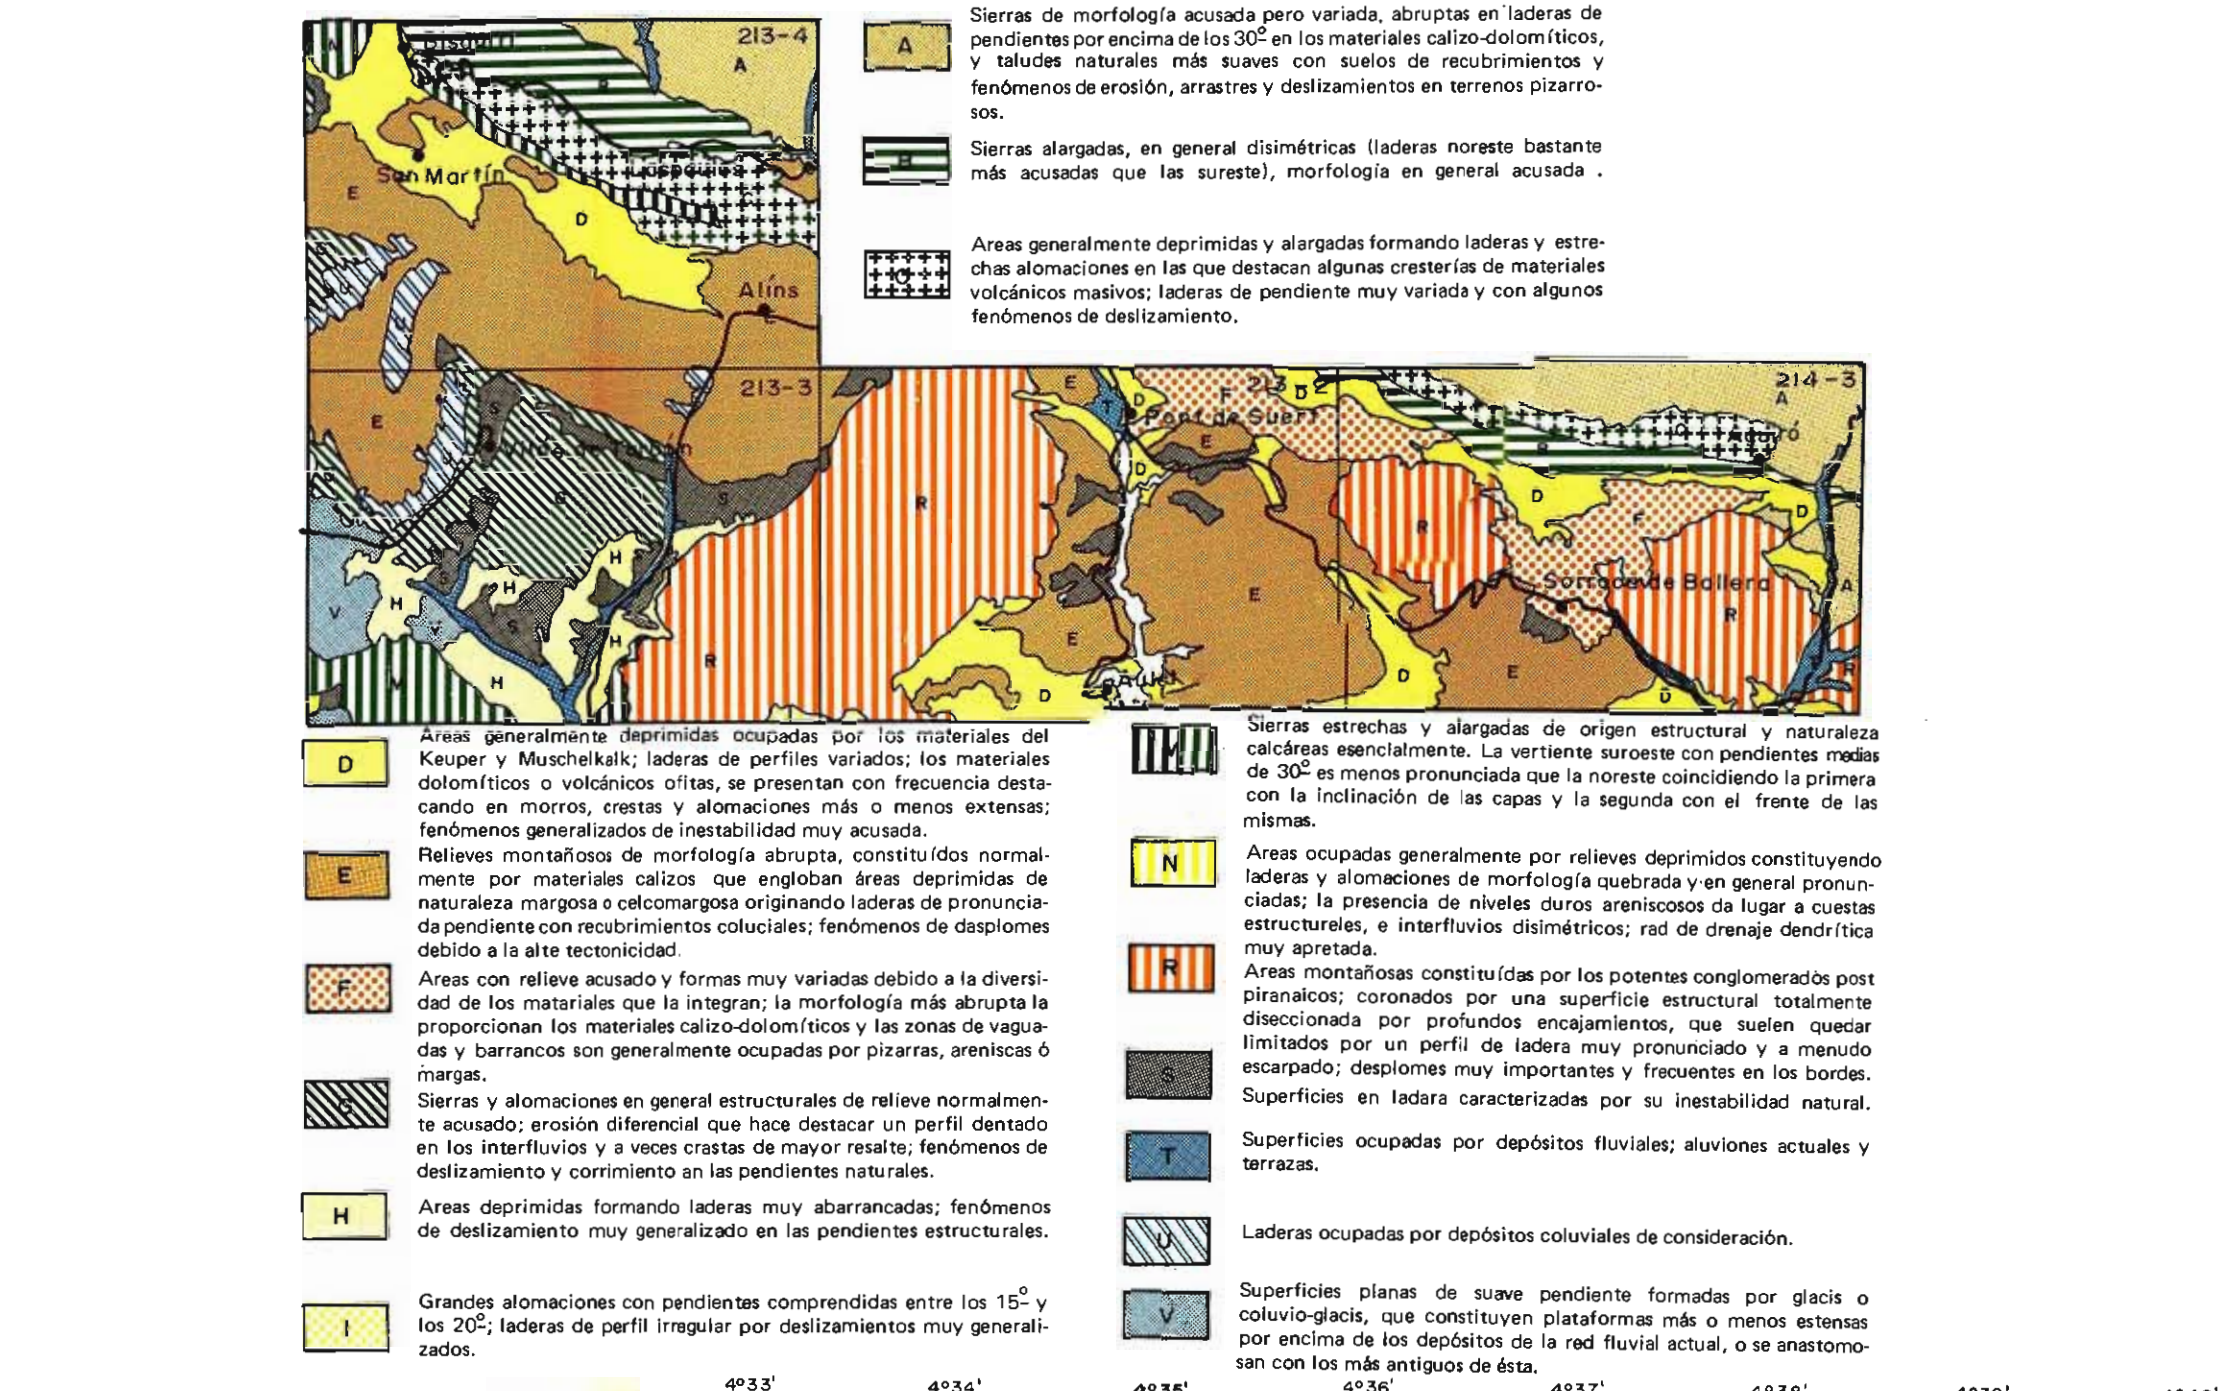 Sierras de morfología acusada pero variada, abruptas en laderas de
pendientes por encima de los 30º en los materiales calizo-dolomíticos,
y taludes naturales más suaves con suelos de recubrimientos y
fenómenos de erosión, arrastres y deslizamientos en terrenos pizarro-
sos.
A
Sierras alargadas, en general disimétricas (laderas noreste bastante
más acusadas que las sureste), morfología en general acusada .
B
Areas generalmente deprimidas y alargadas formando laderas y estre-
chas alomaciones en las que destacan algunas cresterías de materiales
volcánicos masivos; laderas de pendiente muy variada y con algunos
fenómenos de deslizamiento.
C
213-4
A
B
San Martín
E
D
Alíns
213-3
E
S
G
R
H
V
M
E
D
T
F
213 2
D
Pont de Suert
E
D
R
E
D
214-3
A
B
D
F
D
R
Sarroca de Ballera
R
A
E
D
D
Areas generalmente deprimidas ocupadas por los materiales del
Keuper y Muschelkalk; laderas de perfiles variados; los materiales
dolomíticos o volcánicos ofitas, se presentan con frecuencia desta-
cando en morros, crestas y alomaciones más o menos extensas;
fenómenos generalizados de inestabilidad muy acusada.
E
Relieves montañosos de morfología abrupta, constituídos normal-
mente por materiales calizos que engloban áreas deprimidas de
naturaleza margosa o celcomargosa originando laderas de pronuncia-
da pendiente con recubrimientos coluciales; fenómenos de dasplomes
debido a la alte tectonicidad.
F
Areas con relieve acusado y formas muy variadas debido a la diversi-
dad de los matariales que la integran; la morfología más abrupta la
proporcionan los materiales calizo-dolomíticos y las zonas de vagua-
das y barrancos son generalmente ocupadas por pizarras, areniscas ó
margas.
G
Sierras y alomaciones en general estructurales de relieve normalmen-
te acusado; erosión diferencial que hace destacar un perfil dentado
en los interfluvios y a veces crastas de mayor resalte; fenómenos de
deslizamiento y corrimiento an las pendientes naturales.
H
Areas deprimidas formando laderas muy abarrancadas; fenómenos
de deslizamiento muy generalizado en las pendientes estructurales.
I
Grandes alomaciones con pendientes comprendidas entre los 15º y
los 20º; laderas de perfil irregular por deslizamientos muy generali-
zados.
M
Sierras estrechas y alargadas de origen estructural y naturaleza
calcáreas esencialmente. La vertiente suroeste con pendientes medias
de 30º es menos pronunciada que la noreste coincidiendo la primera
con la inclinación de las capas y la segunda con el frente de las
mismas.
N
Areas ocupadas generalmente por relieves deprimidos constituyendo
laderas y alomaciones de morfología quebrada y en general pronun-
ciadas; la presencia de niveles duros areniscosos da lugar a cuestas
estructureles, e interfluvios disimétricos; rad de drenaje dendrítica
muy apretada.
R
Areas montañosas constituídas por los potentes conglomerados post
piranaicos; coronados por una superficie estructural totalmente
diseccionada por profundos encajamientos, que suelen quedar
limitados por un perfil de ladera muy pronunciado y a menudo
escarpado; desplomes muy importantes y frecuentes en los bordes.
S
Superficies en ladara caracterizadas por su inestabilidad natural.
T
Superficies ocupadas por depósitos fluviales; aluviones actuales y
terrazas.
U
Laderas ocupadas por depósitos coluviales de consideración.
V
Superficies planas de suave pendiente formadas por glacis o
coluvio-glacis, que constituyen plataformas más o menos estensas
por encima de los depósitos de la red fluvial actual, o se anastomo-
san con los más antiguos de ésta.
4º33' 4º34' 4º35' 4º36' 4º37' 4º38'